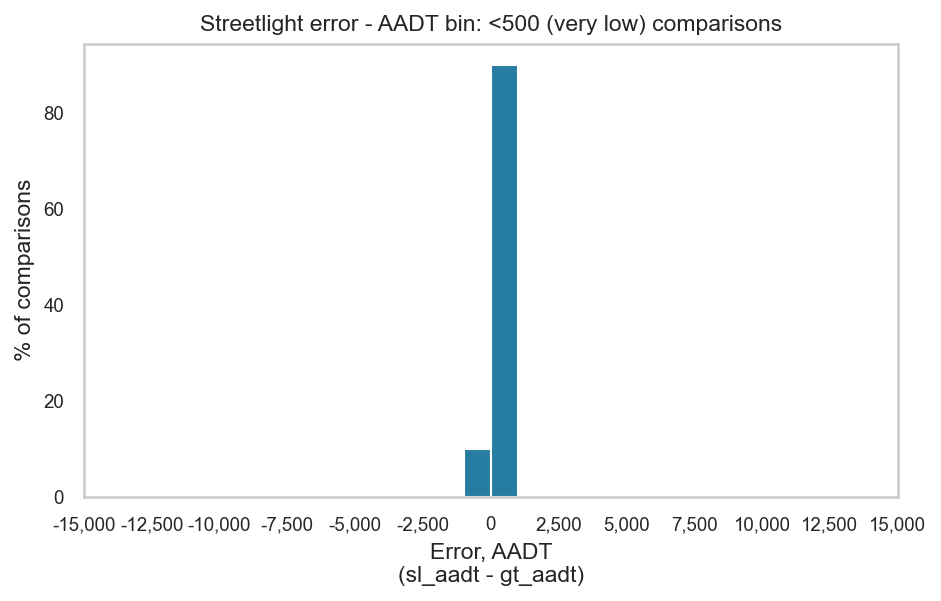 Streetlight error - AADT bin: <500 (very low) comparisons
% of comparisons
80
60
40
20
0
-15,000 -12,500 -10,000 -7,500 -5,000 -2,500 0 2,500 5,000 7,500 10,000 12,500 15,000
Error, AADT
(sl_aadt - gt_aadt)